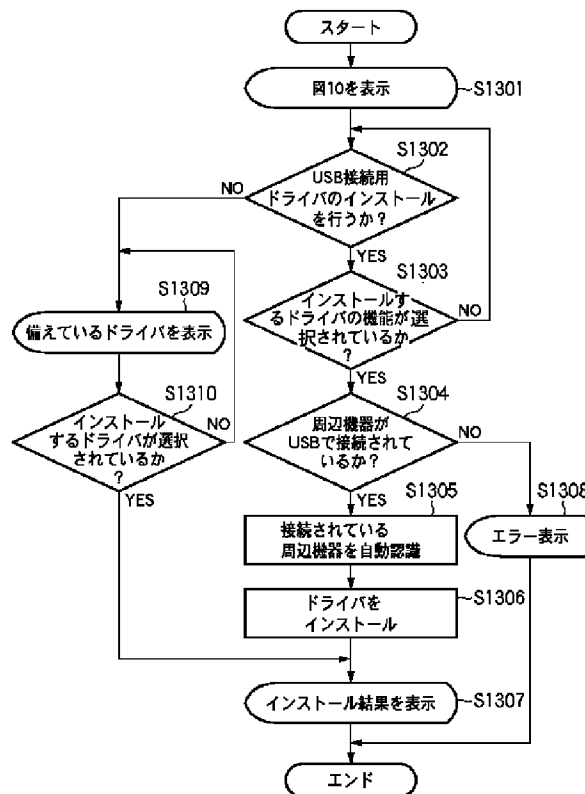 スタート
図10を表示
S1301
S1302
USB接続用
ドライバのインストール
を行うか?
NO
YES
S1303
インストールす
るドライバの機能が選
択されているか
?
NO
YES
S1309
備えているドライバを表示
S1310
インストール
するドライバが選択
されているか
?
NO
YES
S1304
周辺機器が
USBで接続されて
いるか?
NO
YES
S1305
接続されている
周辺機器を自動認識
S1308
エラー表示
ドライバを
インストール
S1306
インストール結果を表示
S1307
エンド